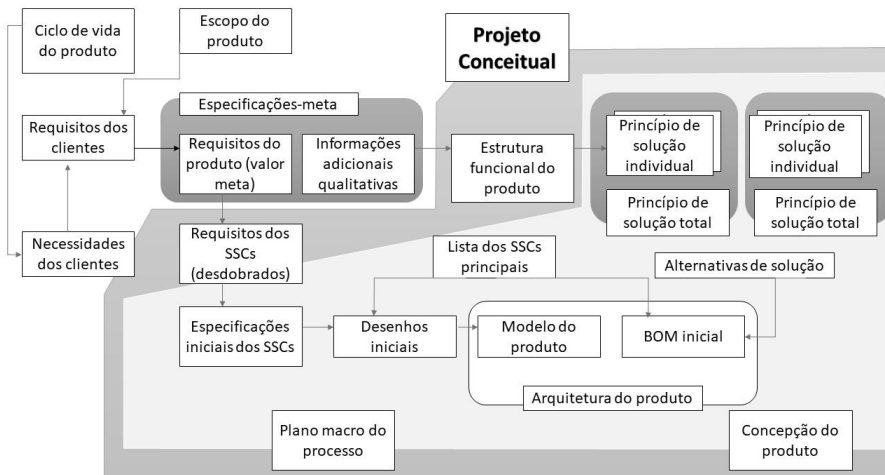 Ciclo de vida
do produto
Escopo do
produto
Projeto
Conceitual
Especificações-meta
Requisitos dos
clientes
Requisitos do
produto (valor
meta)
Informações
adicionais
qualitativas
Estrutura
funcional do
produto
Princípio de
solução
individual
Princípio de
solução
individual
Princípio de
solução total
Princípio de
solução total
Necessidades
dos clientes
Requisitos dos
SSCs
(desdobrados)
Lista dos SSCs
principais
Alternativas de solução
Especificações
iniciais dos SSCs
Desenhos
iniciais
Modelo do
produto
BOM inicial
Arquitetura do produto
Plano macro do
processo
Concepção do
produto